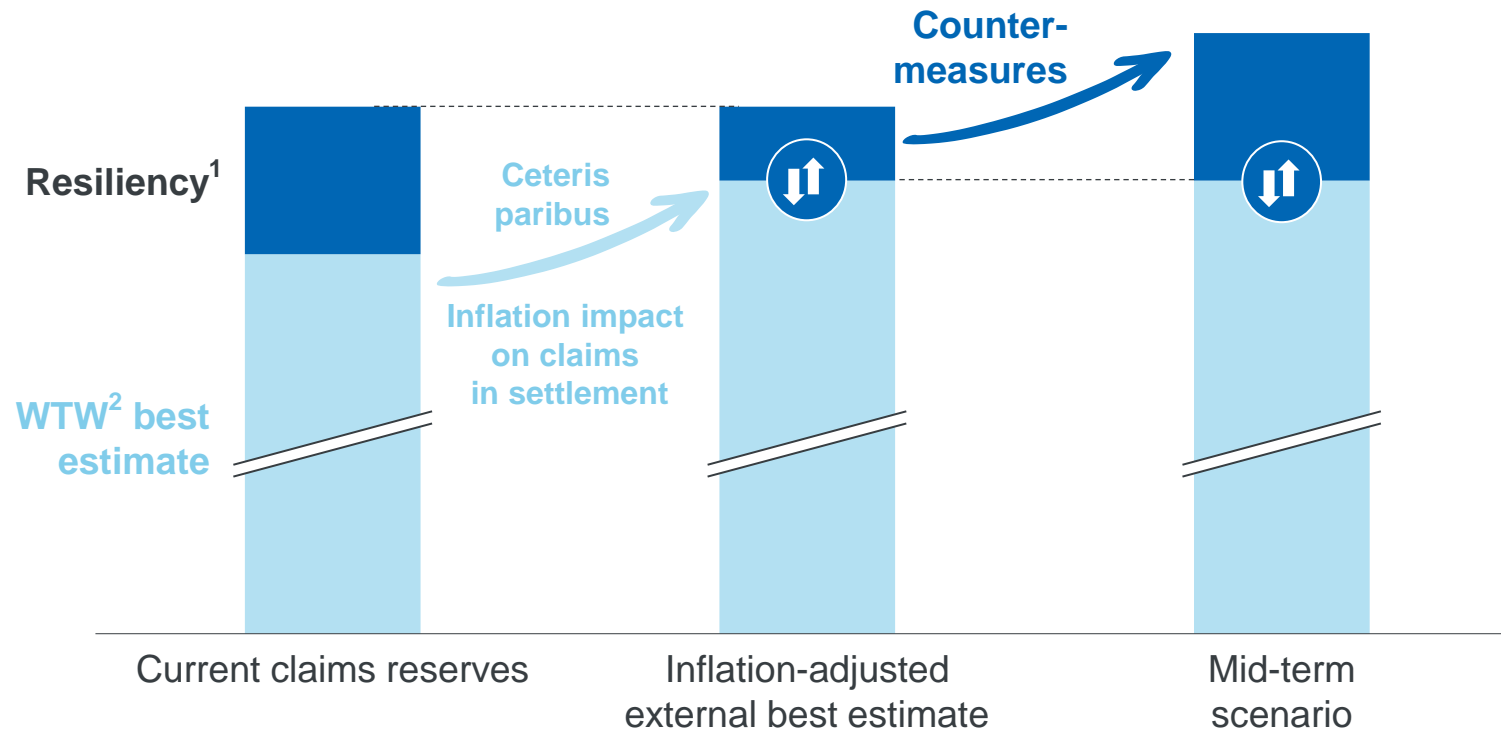 Counter-
measures
Resiliency1
Ceteris
paribus
Inflation impact
on claims
in settlement
WTW2 best
estimate
Current claims reserves
Inflation-adjusted
external best estimate
Mid-term
scenario